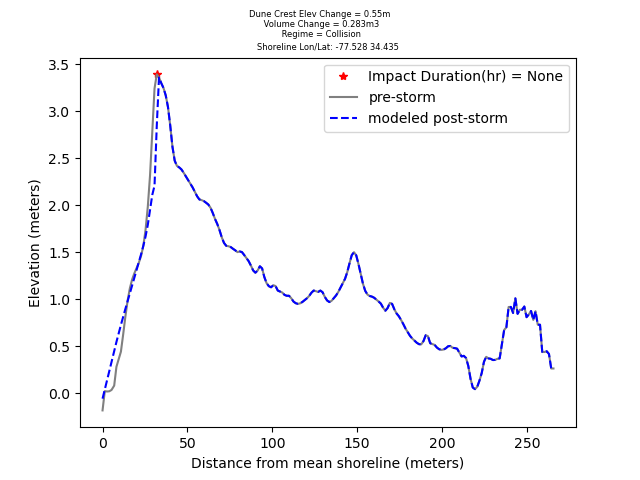 Dune Crest Elev Change = 0.55m
Volume Change = 0.283m3
Regime = Collision
Shoreline Lon/Lat: -77.528 34.435
Impact Duration(hr) = None
pre-storm
modeled post-storm
Elevation (meters)
3.5
3.0
2.5
2.0
1.5
1.0
0.5
0.0
0 50 100 150 200 250
Distance from mean shoreline (meters)